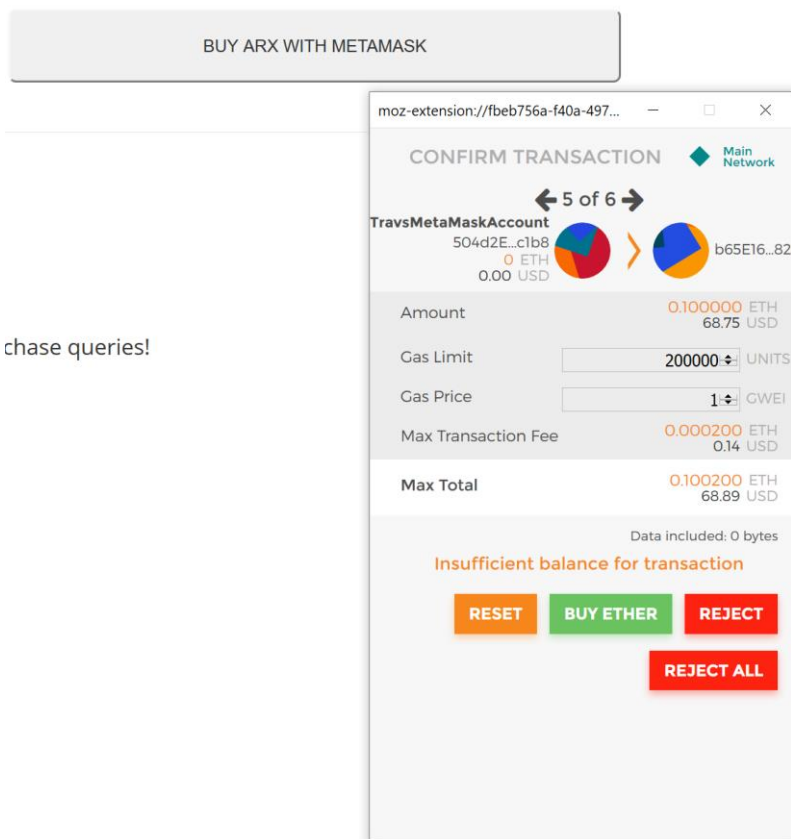 BUY ARX WITH METAMASK
moz-extension://fbeb756a-f40a-497...
CONFIRM TRANSACTION
Main
Network
5 of 6
TravsMetaMaskAccount
504d2E...c1b8
0 ETH
0.00 USD
b65E16...82
Amount 0.100000 ETH
68.75 USD
chase queries!
Gas Limit 200000 UNITS
Gas Price 1 GWEI
Max Transaction Fee 0.000200 ETH
0.14 USD
Max Total 0.100200 ETH
68.89 USD
Data included: 0 bytes
Insufficient balance for transaction
RESET BUY ETHER REJECT
REJECT ALL